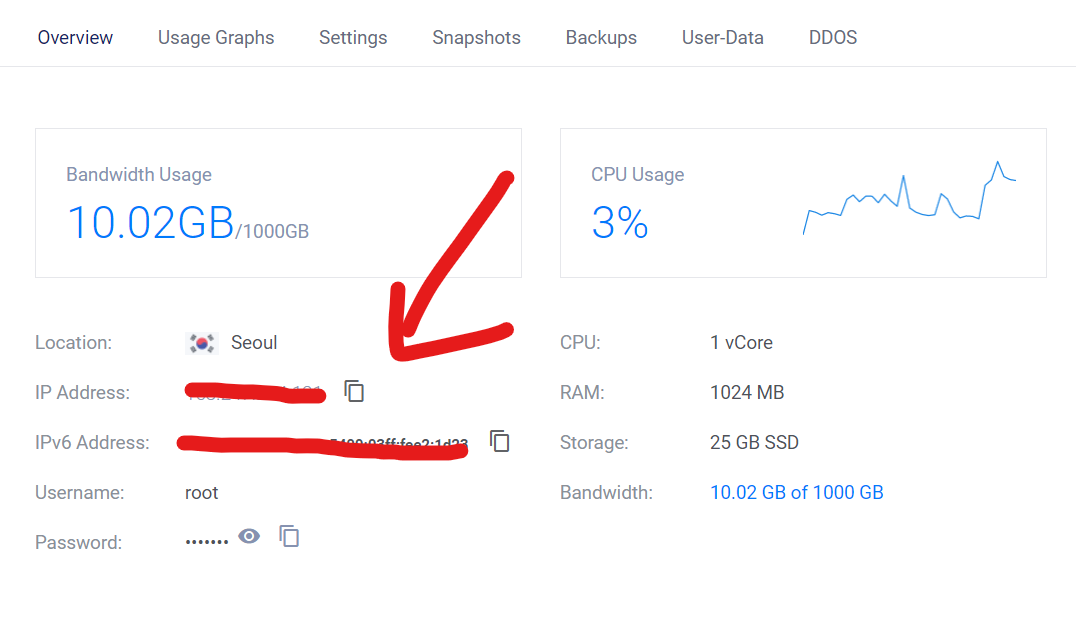 Overview Usage Graphs Settings Snapshots Backups User-Data DDOS
Bandwidth Usage
10.02GB/1000GB
CPU Usage
3%
Location: Seoul
IP Address:
IPv6 Address:
Username: root
Password: •••••••
CPU: 1 vCore
RAM: 1024 MB
Storage: 25 GB SSD
Bandwidth: 10.02 GB of 1000 GB